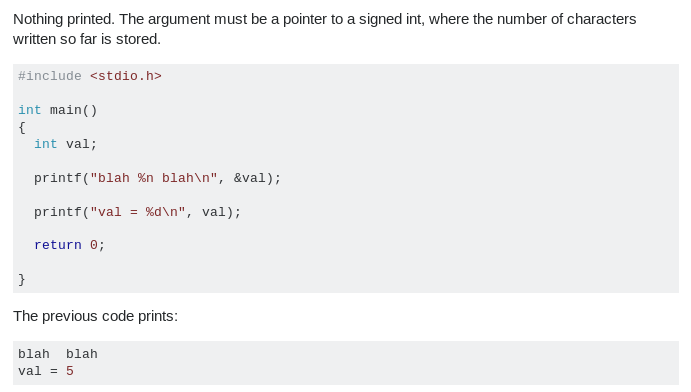 Nothing printed. The argument must be a pointer to a signed int, where the number of characters
written so far is stored.
#include <stdio.h>
int main()
{
  int val;
  printf("blah %n blah\n", &val);
  printf("val = %d\n", val);
  return 0;
}
The previous code prints:
blah  blah
val = 5